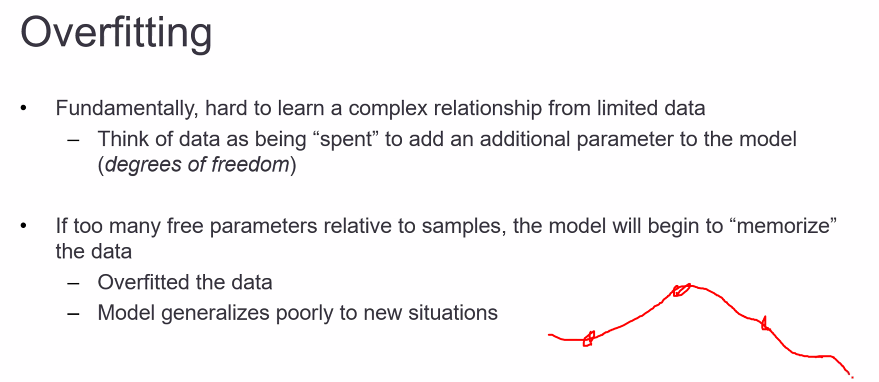 Overfitting
• Fundamentally, hard to learn a complex relationship from limited data
– Think of data as being “spent” to add an additional parameter to the model
(degrees of freedom)
• If too many free parameters relative to samples, the model will begin to “memorize”
the data
– Overfitted the data
– Model generalizes poorly to new situations